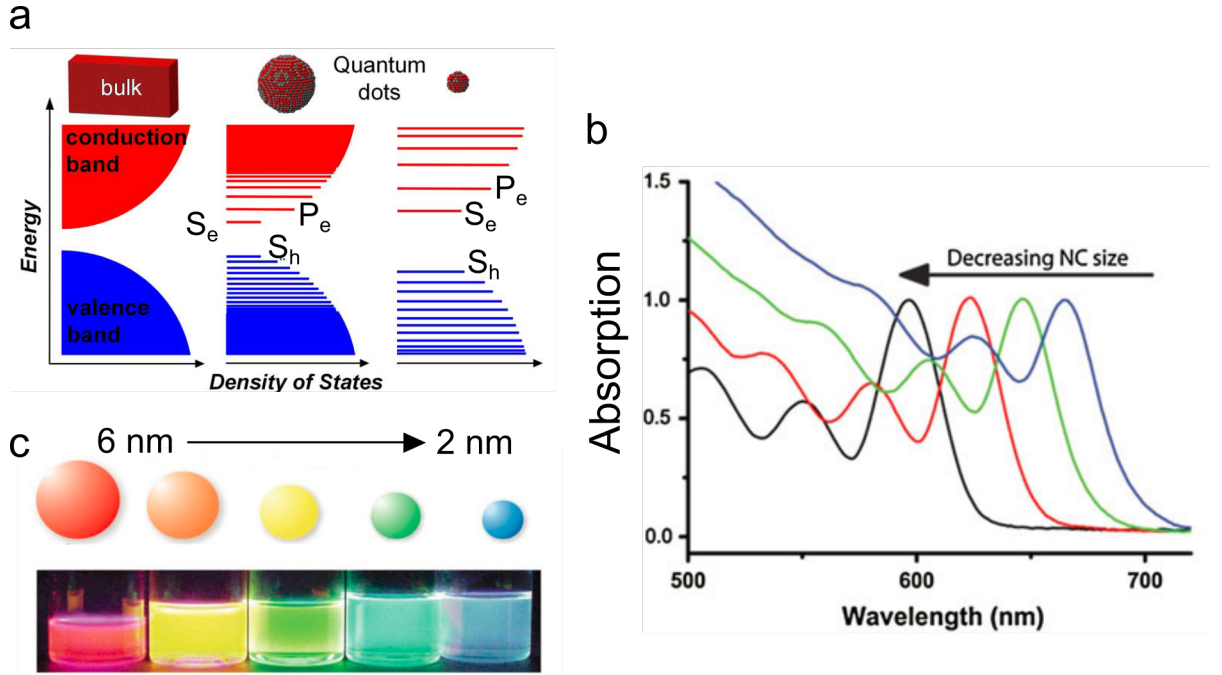 a
bulk
Quantum
dots
conduction
band
Se
Pe
Sh
Pe
Se
Sh
valence
band
Energy
Density of States
b
1.5
1.0
0.5
0.0
Absorption
Decreasing NC size
500
600
700
Wavelength (nm)
c
6 nm
2 nm